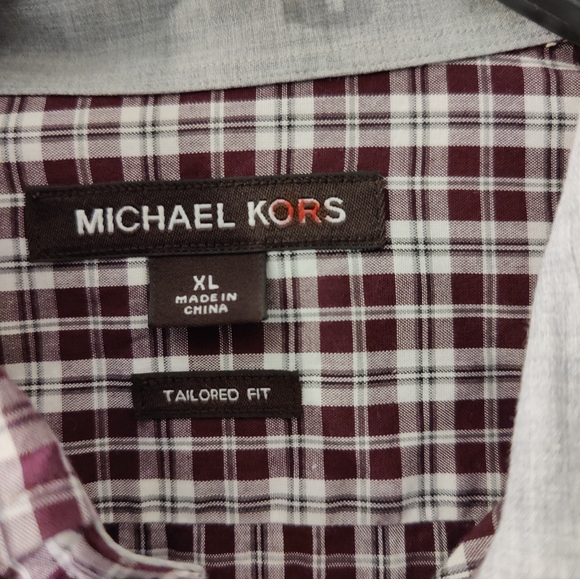 MICHAEL KORS
XL
MADE IN
CHINA
TAILORED FIT